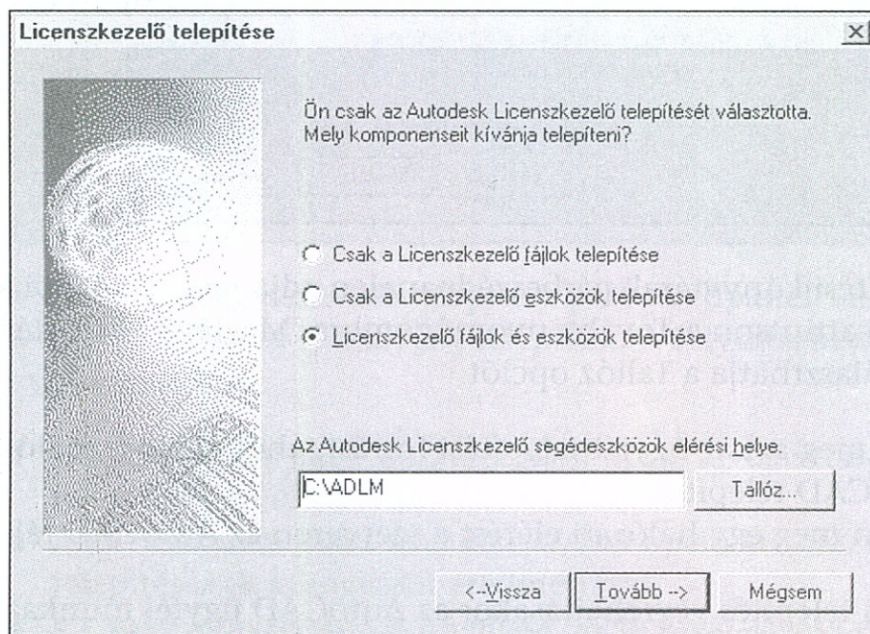 Licenszkezelő telepítése
Ön csak az Autodesk Licenszkezelő telepítését választotta.
Mely komponenseit kívánja telepíteni?
Csak a Licenszkezelő fájlok telepítése
Csak a Licenszkezelő eszközök telepítése
Licenszkezelő fájlok és eszközök telepítése
Az Autodesk Licenszkezelő segédeszközök elérési helye.
C:\ADLM
Tallóz...
<--Vissza
Tovább -->
Mégsem